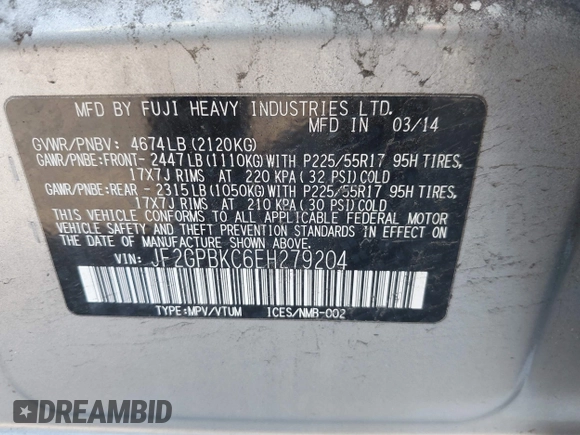 MFD BY FUJI HEAVY INDUSTRIES LTD.
MFD IN 03/14
GVWR/PNBV: 4674LB (2120KG)
GAWR/PNBE:FRONT- 2447LB (1110KG) WITH P225/55R17 95H TIRES,
17X7J RIMS AT 220 KPA ( 32 PSI) COLD
GAWR/PNBE:REAR - 2315LB (1050KG) WITH P225/55R17 95H TIRES,
17X7J RIMS AT 210 KPA ( 30 PSI) COLD
THIS VEHICLE CONFORMS TO ALL APPLICABLE FEDERAL MOTOR
VEHICLE SAFETY AND THEFT PREVENTION STANDARDS IN EFFECT ON
THE DATE OF MANUFACTURE SHOWN ABOVE.
VIN: JF2GPBKC6EH279204
TYPE:MPV/VTUM ICES/NMB-002
DREAMBID